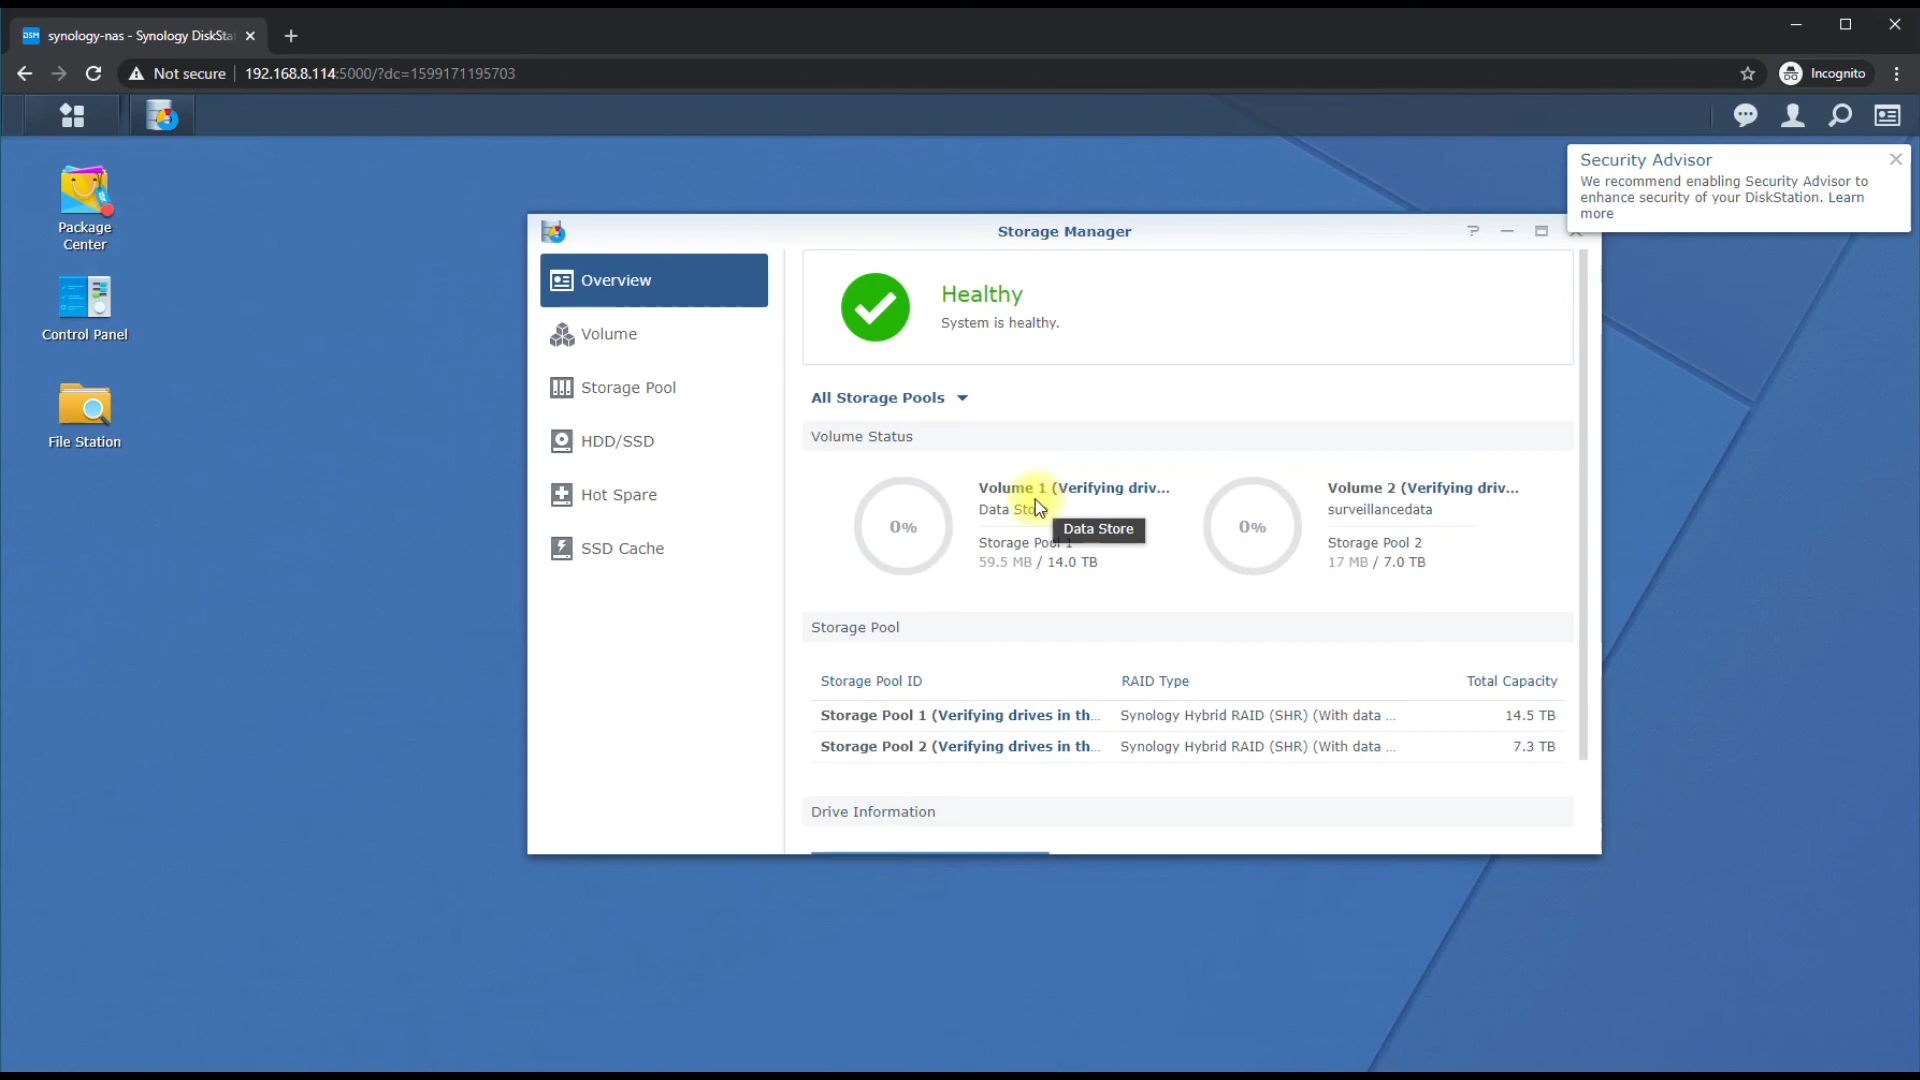 synology-nas - Synology DiskSta
Not secure
192.168.8.114:5000/?dc=1599171195703
Incognito
Package
Center
Control Panel
File Station
Security Advisor
We recommend enabling Security Advisor to
enhance security of your DiskStation. Learn
more
Storage Manager
Overview
Volume
Storage Pool
HDD/SSD
Hot Spare
SSD Cache
Healthy
System is healthy.
All Storage Pools
Volume Status
0%
Volume 1 (Verifying driv...
Data Sto
Data Store
Storage Pool 1
59.5 MB / 14.0 TB
0%
Volume 2 (Verifying driv...
surveillancedata
Storage Pool 2
17 MB / 7.0 TB
Storage Pool
Storage Pool ID RAID Type Total Capacity
Storage Pool 1 (Verifying drives in th... Synology Hybrid RAID (SHR) (With data ... 14.5 TB
Storage Pool 2 (Verifying drives in th... Synology Hybrid RAID (SHR) (With data ... 7.3 TB
Drive Information